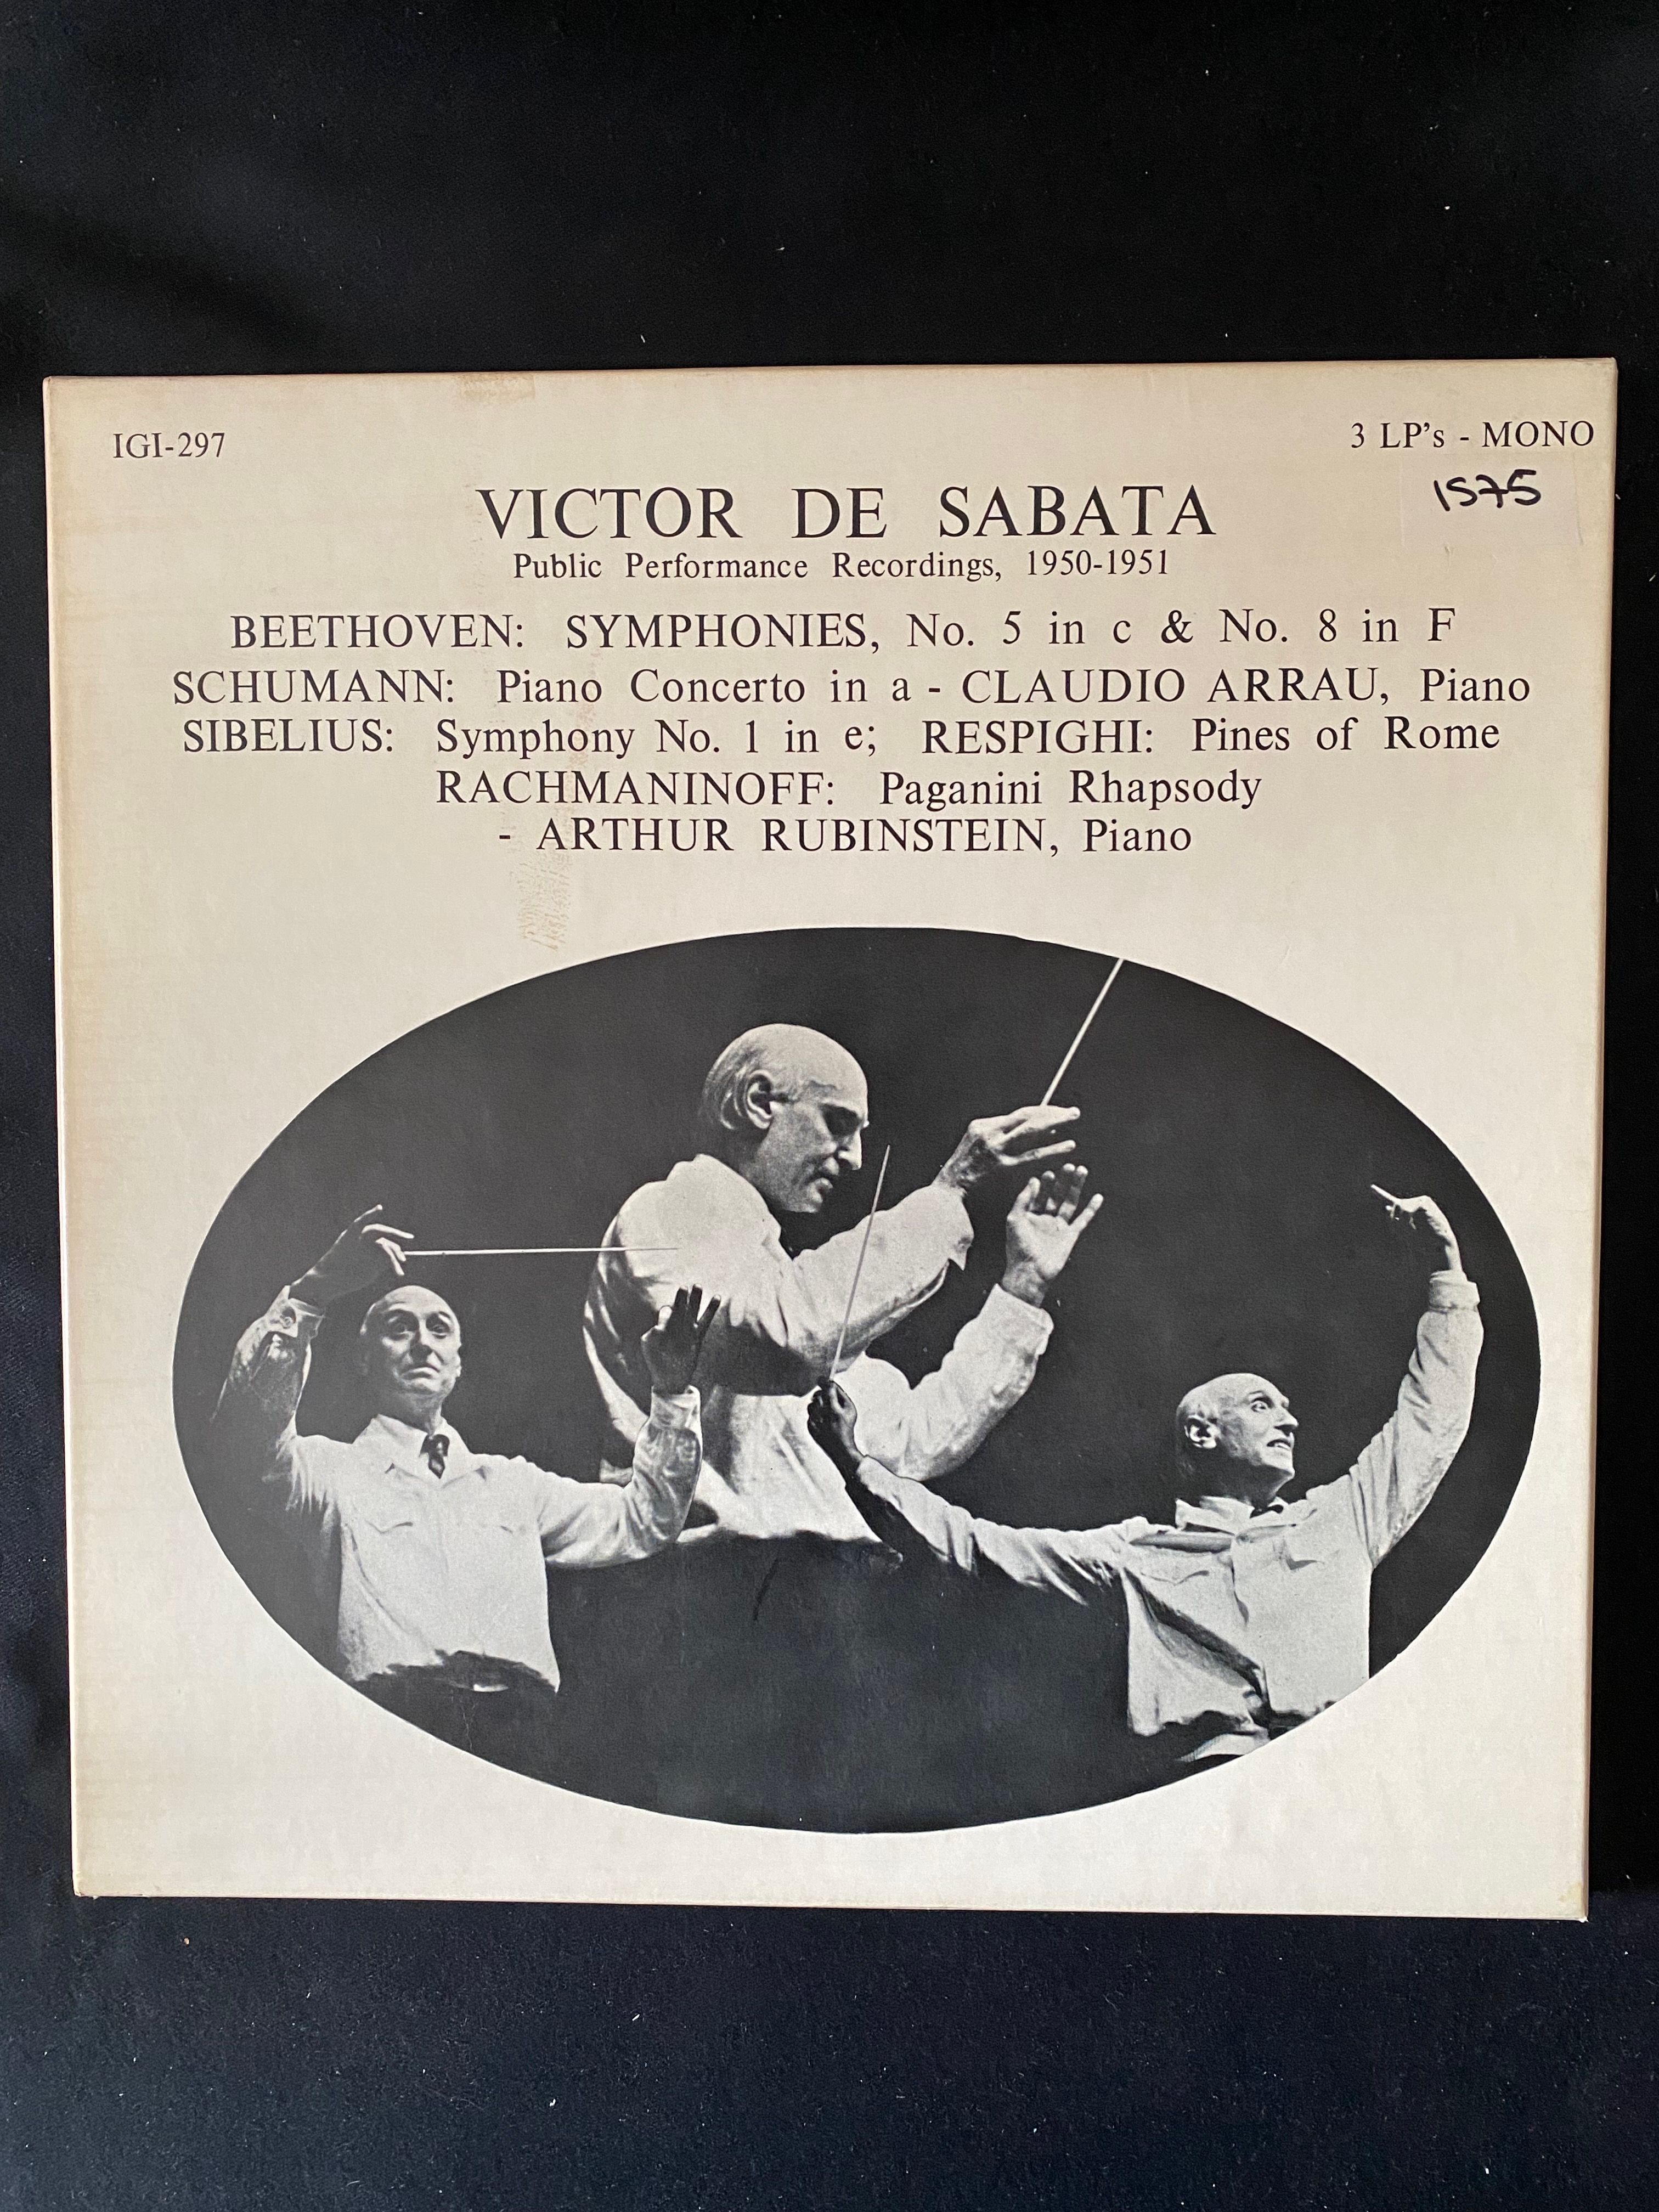 IGI-297
3 LP's - MONO
1575
VICTOR DE SABATA
Public Performance Recordings, 1950-1951
BEETHOVEN: SYMPHONIES, No. 5 in c & No. 8 in F
SCHUMANN: Piano Concerto in a - CLAUDIO ARRAU, Piano
SIBELIUS: Symphony No. 1 in e; RESPIGHI: Pines of Rome
RACHMANINOFF: Paganini Rhapsody
- ARTHUR RUBINSTEIN, Piano